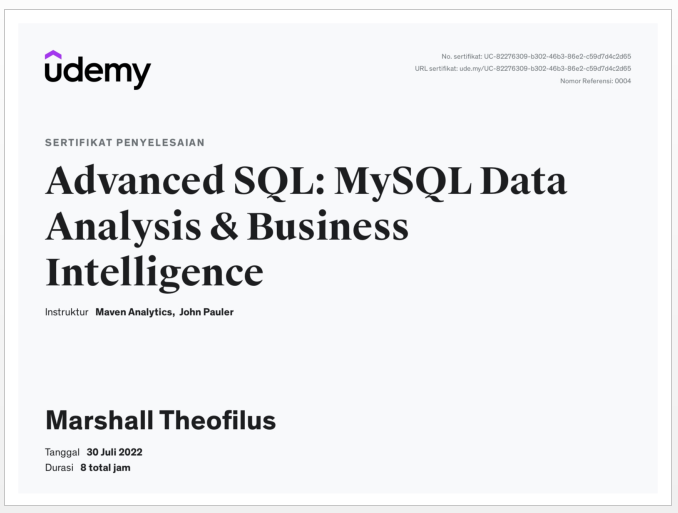 udemy
No. sertifikat: UC-82276309-b302-46b3-86e2-c59d7d4c2d65
URL sertifikat: ude.my/UC-82276309-b302-46b3-86e2-c59d7d4c2d65
Nomor Referensi: 0004
SERTIFIKAT PENYELESAIAN
Advanced SQL: MySQL Data
Analysis & Business
Intelligence
Instruktur Maven Analytics, John Pauler
Marshall Theofilus
Tanggal 30 Juli 2022
Durasi 8 total jam